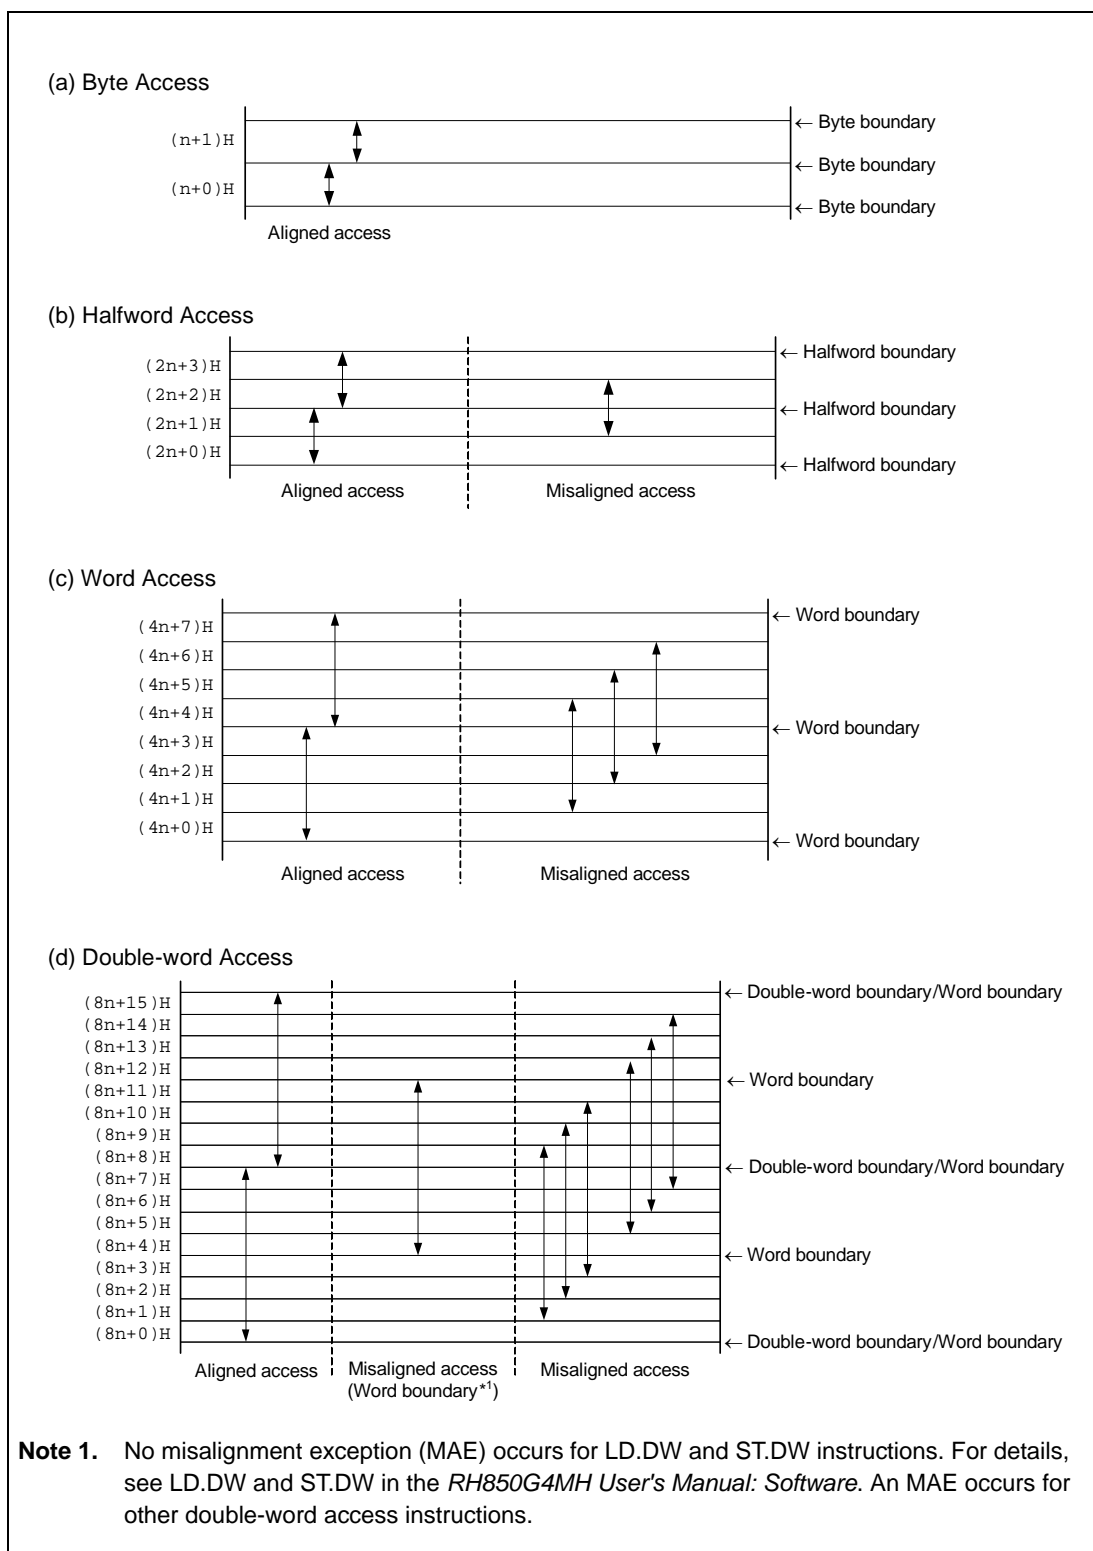 (a) Byte Access
← Byte boundary
(n+1)H
← Byte boundary
(n+0)H
← Byte boundary
Aligned access
(b) Halfword Access
← Halfword boundary
(2n+3)H
(2n+2)H
← Halfword boundary
(2n+1)H
(2n+0)H
← Halfword boundary
Aligned access Misaligned access
(c) Word Access
← Word boundary
(4n+7)H
(4n+6)H
(4n+5)H
(4n+4)H
← Word boundary
(4n+3)H
(4n+2)H
(4n+1)H
(4n+0)H
← Word boundary
Aligned access Misaligned access
(d) Double-word Access
← Double-word boundary/Word boundary
(8n+15)H
(8n+14)H
(8n+13)H
(8n+12)H
← Word boundary
(8n+11)H
(8n+10)H
(8n+9)H
(8n+8)H
← Double-word boundary/Word boundary
(8n+7)H
(8n+6)H
(8n+5)H
(8n+4)H
← Word boundary
(8n+3)H
(8n+2)H
(8n+1)H
(8n+0)H
← Double-word boundary/Word boundary
Aligned access Misaligned access Misaligned access
(Word boundary*1)
Note 1. No misalignment exception (MAE) occurs for LD.DW and ST.DW instructions. For details,
see LD.DW and ST.DW in the RH850G4MH User's Manual: Software. An MAE occurs for
other double-word access instructions.